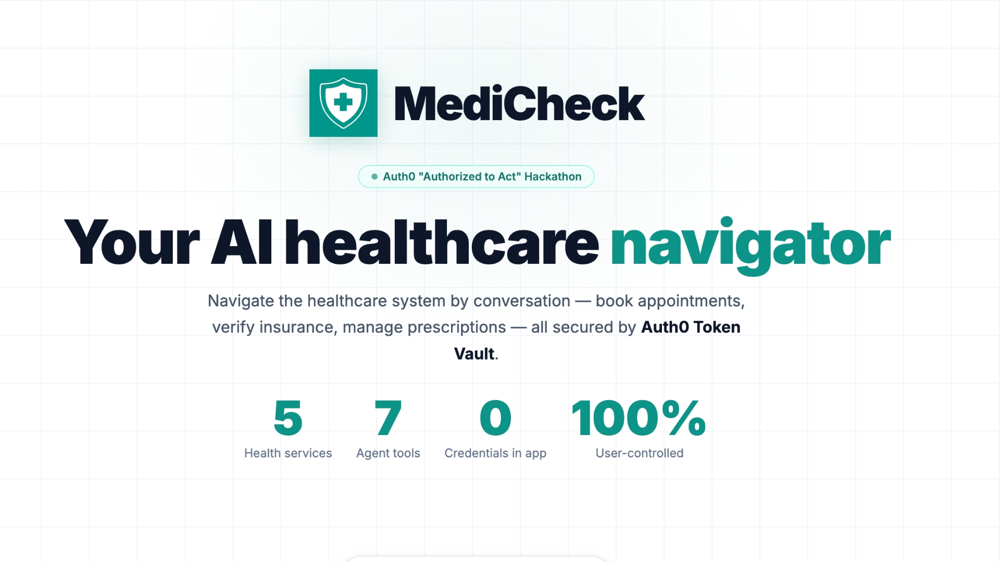 MediCheck
Auth0 "Authorized to Act" Hackathon
Your AI healthcare navigator
Navigate the healthcare system by conversation — book appointments,
verify insurance, manage prescriptions — all secured by Auth0 Token
Vault.
5 7 0 100%
Health services Agent tools Credentials in app User-controlled